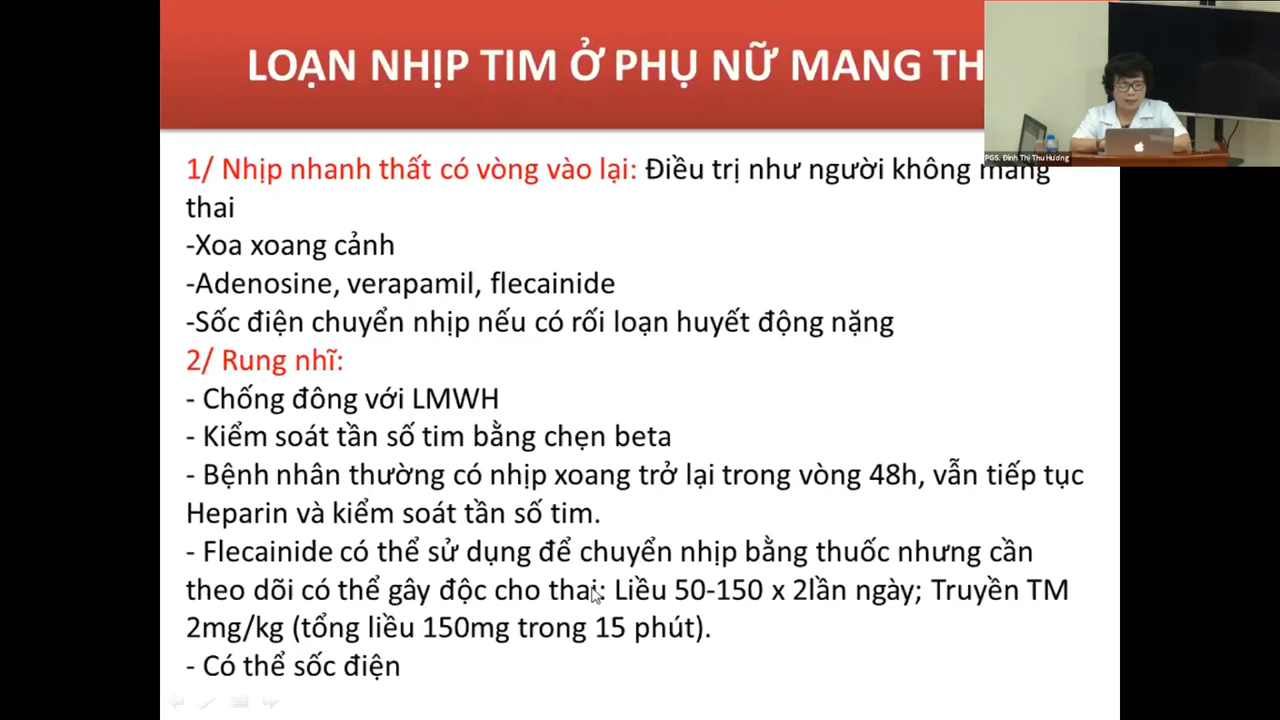 LOẠN NHỊP TIM Ở PHỤ NỮ MANG TH
PGS. Đinh Thị Thu Hương
1/ Nhịp nhanh thất có vòng vào lại: Điều trị như người không mang
thai
-Xoa xoang cảnh
-Adenosine, verapamil, flecainide
-Sốc điện chuyển nhịp nếu có rối loạn huyết động nặng
2/ Rung nhĩ:
- Chống đông với LMWH
- Kiểm soát tần số tim bằng chẹn beta
- Bệnh nhân thường có nhịp xoang trở lại trong vòng 48h, vẫn tiếp tục
Heparin và kiểm soát tần số tim.
- Flecainide có thể sử dụng để chuyển nhịp bằng thuốc nhưng cần
theo dõi có thể gây độc cho thai: Liều 50-150 x 2lần ngày; Truyền TM
2mg/kg (tổng liều 150mg trong 15 phút).
- Có thể sốc điện